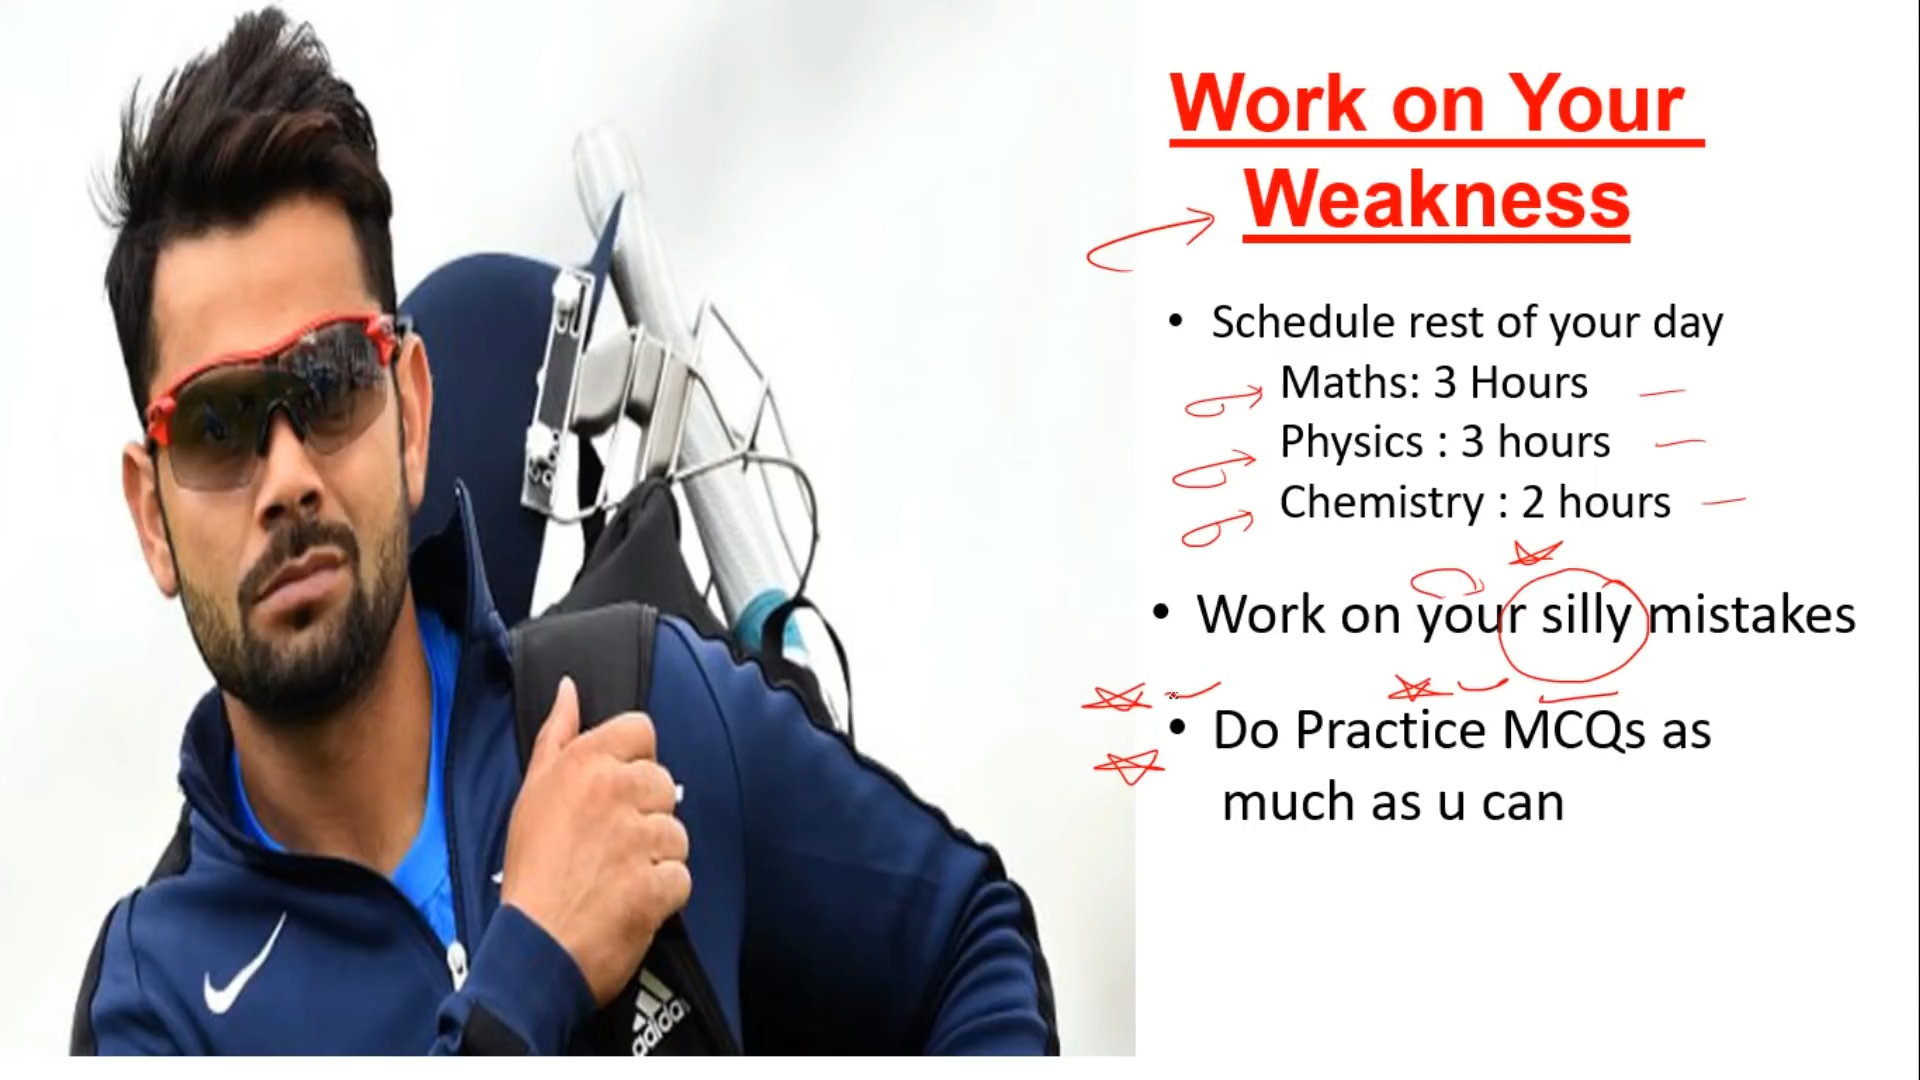 Work on Your
Weakness
• Schedule rest of your day
Maths: 3 Hours
Physics : 3 hours
Chemistry : 2 hours
• Work on your silly mistakes
• Do Practice MCQs as
much as u can
adidas